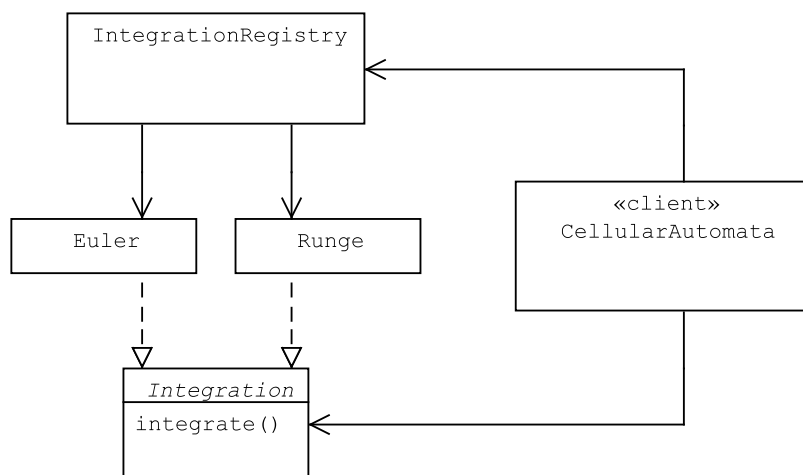 IntegrationRegistry
«client»
CellularAutomata
Euler
Runge
Integration
integrate()